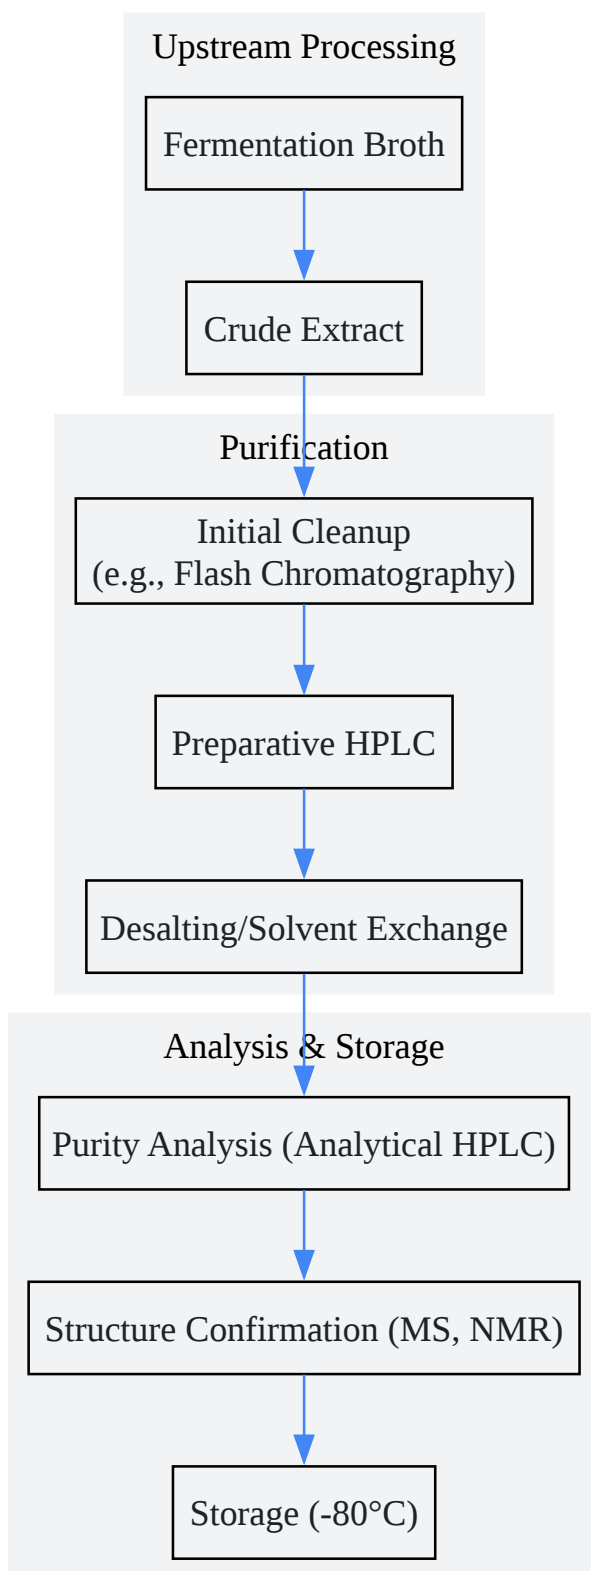 Upstream Processing
Fermentation Broth
Crude Extract
Purification
Initial Cleanup
(e.g., Flash Chromatography)
Preparative HPLC
Desalting/Solvent Exchange
Analysis & Storage
Purity Analysis (Analytical HPLC)
Structure Confirmation (MS, NMR)
Storage (-80°C)